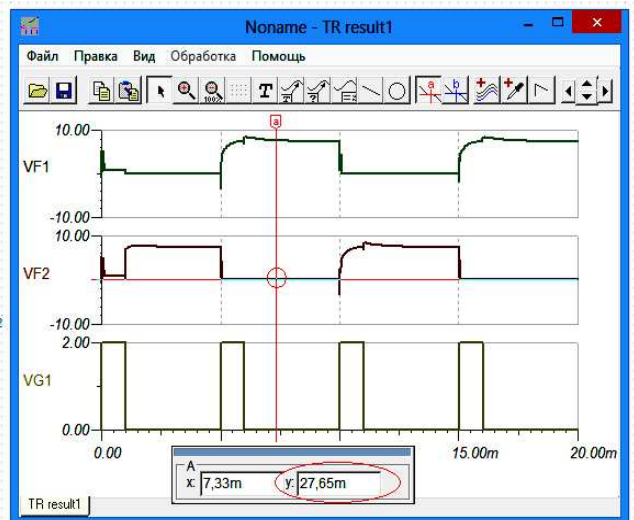 Noname - TR result1
Файл Правка Вид Обработка Помощь
100% T T ? a b
a
10.00
VF1
-10.00
10.00
VF2
-10.00
2.00
VG1
0.00
0.00 15.00m 20.00m
A
x: 7,33m y: 27,65m
TR result1